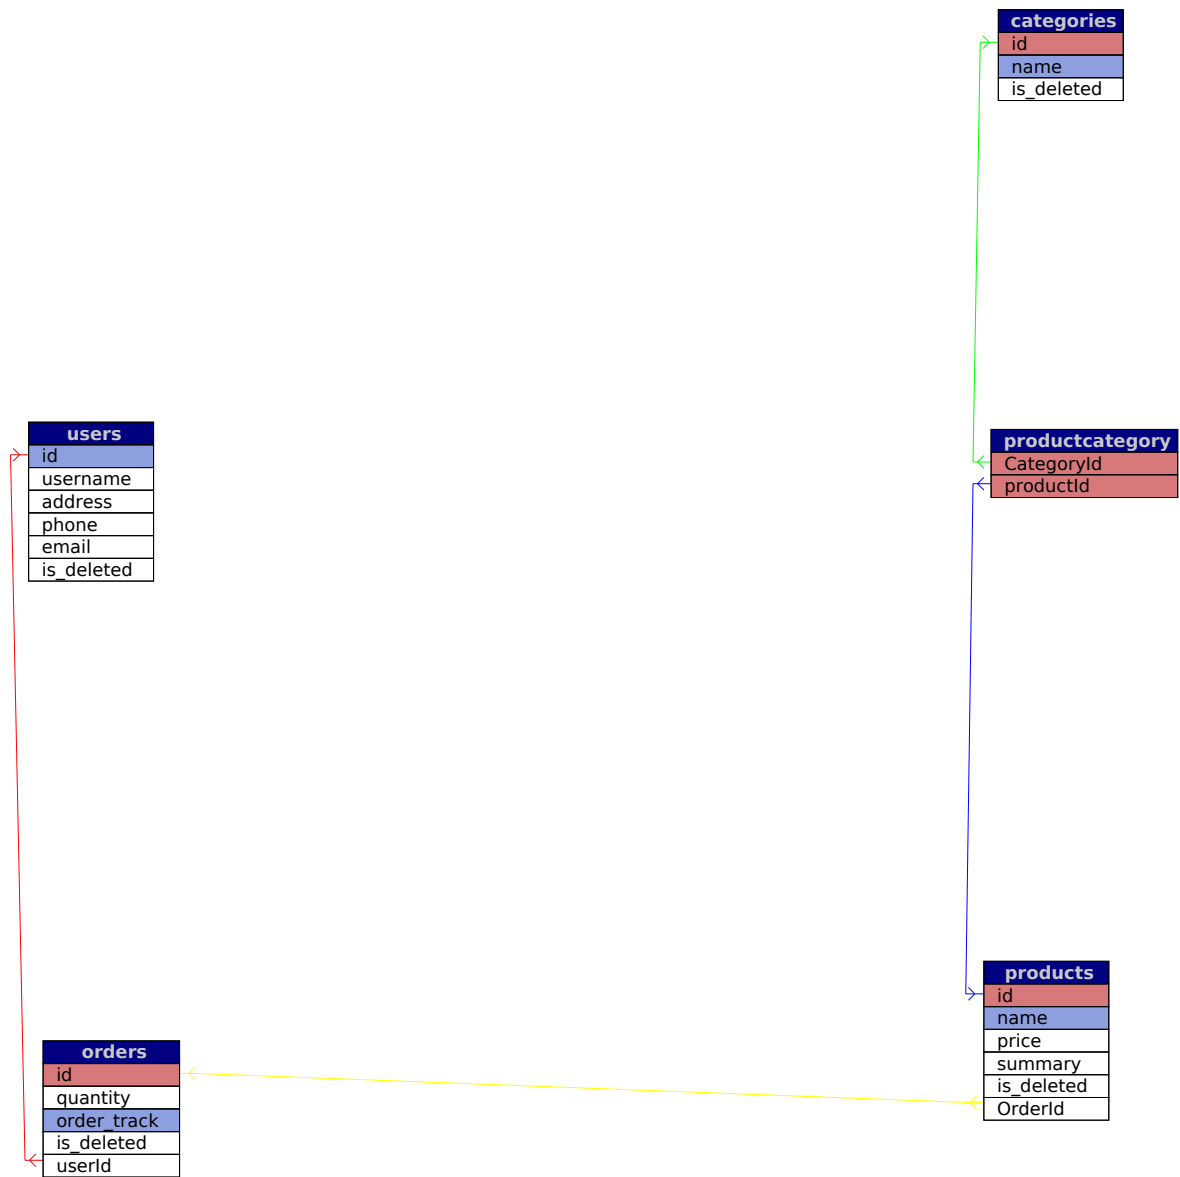 categories
id
name
is_deleted
users
id
username
address
phone
email
is_deleted
productcategory
CategoryId
productId
products
id
name
price
summary
is_deleted
OrderId
orders
id
quantity
order_track
is_deleted
userId